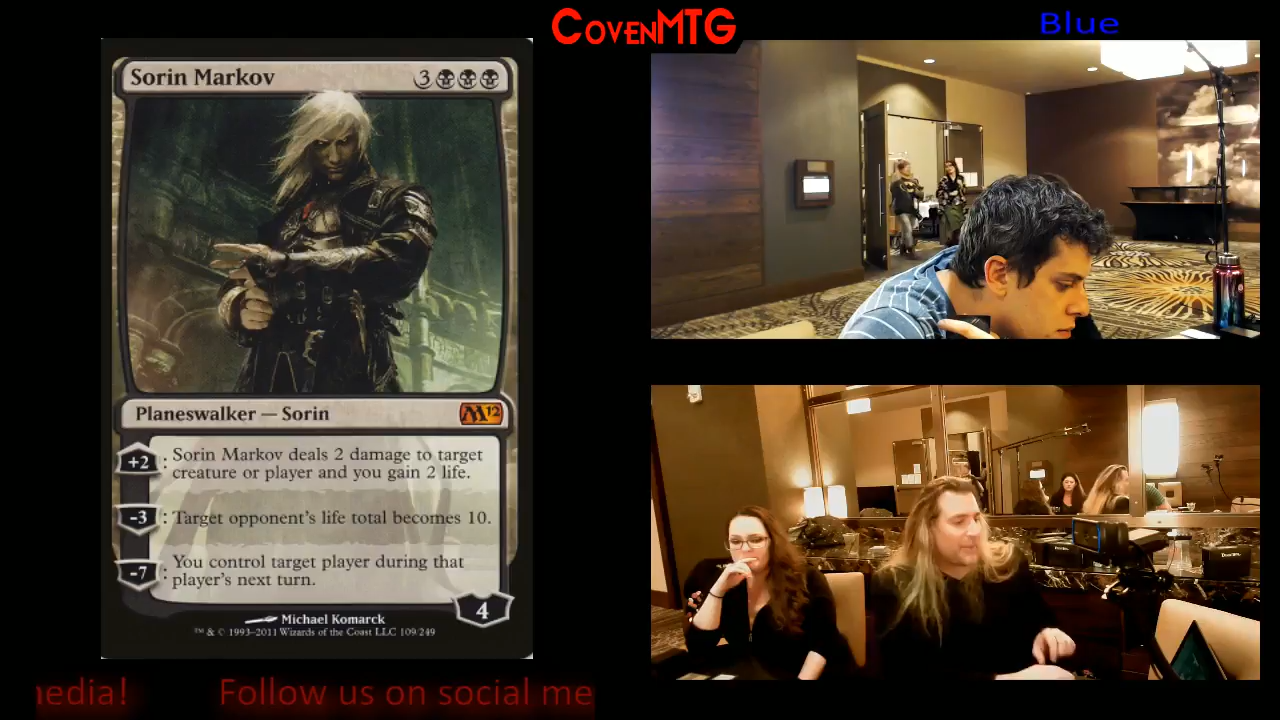 CovenMTG
Blue
Sorin Markov 3
Planeswalker — Sorin M12
+2: Sorin Markov deals 2 damage to target
creature or player and you gain 2 life.
-3: Target opponent's life total becomes 10.
-7: You control target player during that
player's next turn.
4
Michael Komarck
™ & © 1993–2011 Wizards of the Coast LLC 109/249
nedia! Follow us on social me